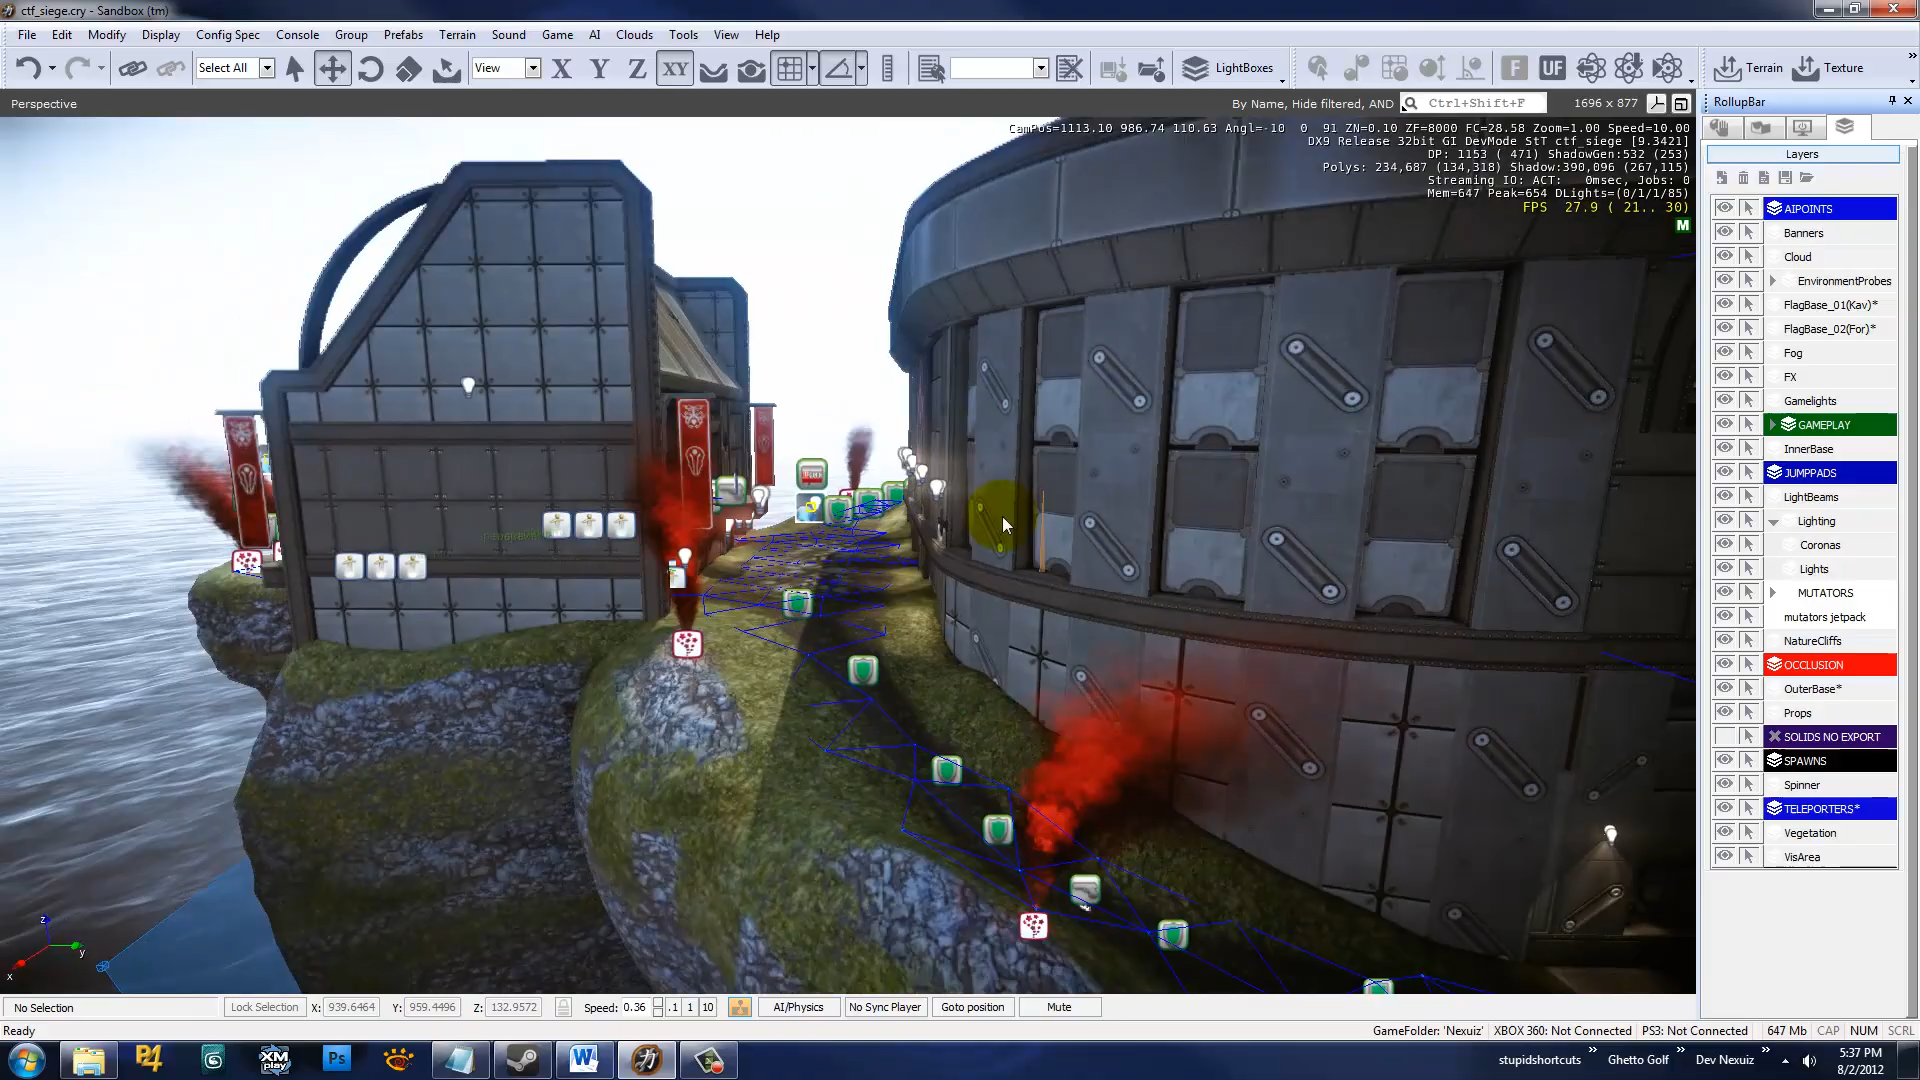 ctf_siege.cry - Sandbox (tm)
File Edit Modify Display Config Spec Console Group Prefabs Terrain Sound Game AI Clouds Tools View Help
Select All View X Y Z XY LightBoxes F UF Terrain Texture
Perspective By Name, Hide filtered, AND Ctrl+Shift+F 1696 x 877
CamPos=1113.10 986.74 110.63 Angl=-10 0 91 ZN=0.10 ZF=8000 FC=28.58 Zoom=1.00 Speed=10.00
DX9 Release 32bit GI DevMode StT ctf_siege [9.3421]
DP: 1153 ( 471) ShadowGen:532 (253)
Polys: 234,687 (134,318) Shadow:390,096 (267,115)
Streaming IO: ACT: 0msec, Jobs: 0
Mem=647 Peak=654 DLights=(0/1/1/85)
FPS 27.9 ( 21.. 30)
M
RollupBar
Layers
AIPOINTS
Banners
Cloud
EnvironmentProbes
FlagBase_01(Kav)*
FlagBase_02(For)*
Fog
FX
Gamelights
GAMEPLAY
InnerBase
JUMPPADS
LightBeams
Lighting
Coronas
Lights
MUTATORS
mutators jetpack
NatureCliffs
OCCLUSION
OuterBase*
Props
SOLIDS NO EXPORT
SPAWNS
Spinner
TELEPORTERS*
Vegetation
VisArea
z
y
x
No Selection Lock Selection X: 939.6464 Y: 959.4496 Z: 132.9572 Speed: 0.36 .1 1 10 AI/Physics No Sync Player Goto position Mute
Ready GameFolder: 'Nexuiz' XBOX 360: Not Connected PS3: Not Connected 647 Mb CAP NUM SCRL
P4 XM play Ps W stupidshortcuts Ghetto Golf Dev Nexuiz 5:37 PM
8/2/2012